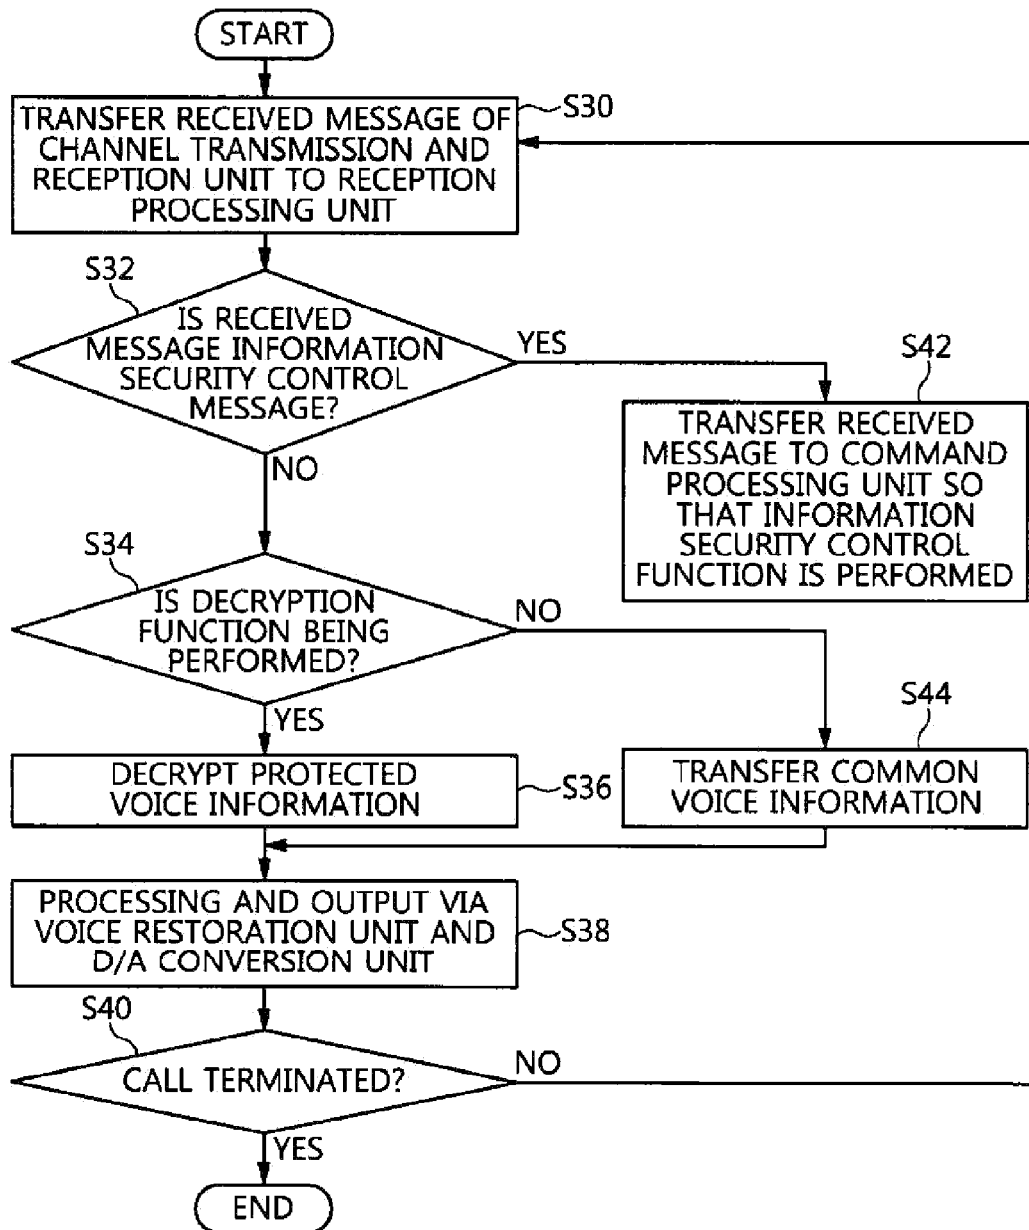 START
S30
TRANSFER RECEIVED MESSAGE OF
CHANNEL TRANSMISSION AND
RECEPTION UNIT TO RECEPTION
PROCESSING UNIT
S32
IS RECEIVED
MESSAGE INFORMATION
SECURITY CONTROL
MESSAGE?
YES
NO
S42
TRANSFER RECEIVED
MESSAGE TO COMMAND
PROCESSING UNIT SO
THAT INFORMATION
SECURITY CONTROL
FUNCTION IS PERFORMED
S34
IS DECRYPTION
FUNCTION BEING
PERFORMED?
NO
YES
S44
TRANSFER COMMON
VOICE INFORMATION
DECRYPT PROTECTED
VOICE INFORMATION
S36
PROCESSING AND OUTPUT VIA
VOICE RESTORATION UNIT AND
D/A CONVERSION UNIT
S38
S40
CALL TERMINATED?
NO
YES
END